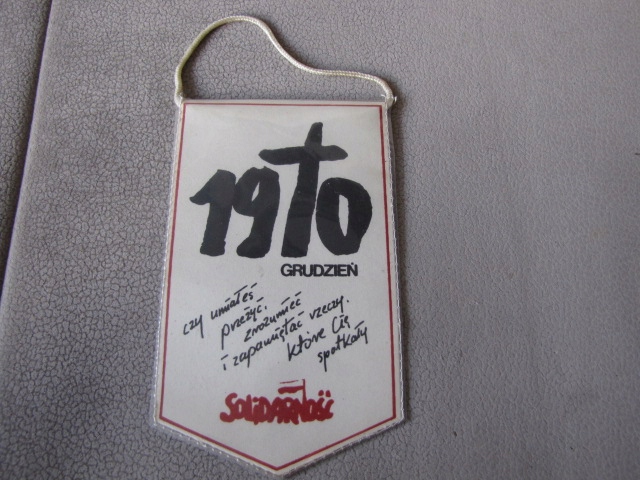 1970
GRUDZIEŃ
czy umiałeś
przeżyć.
zrozumieć
i zapamiętać rzeczy.
które Cię
spotkały
SOLIDARNOŚĆ